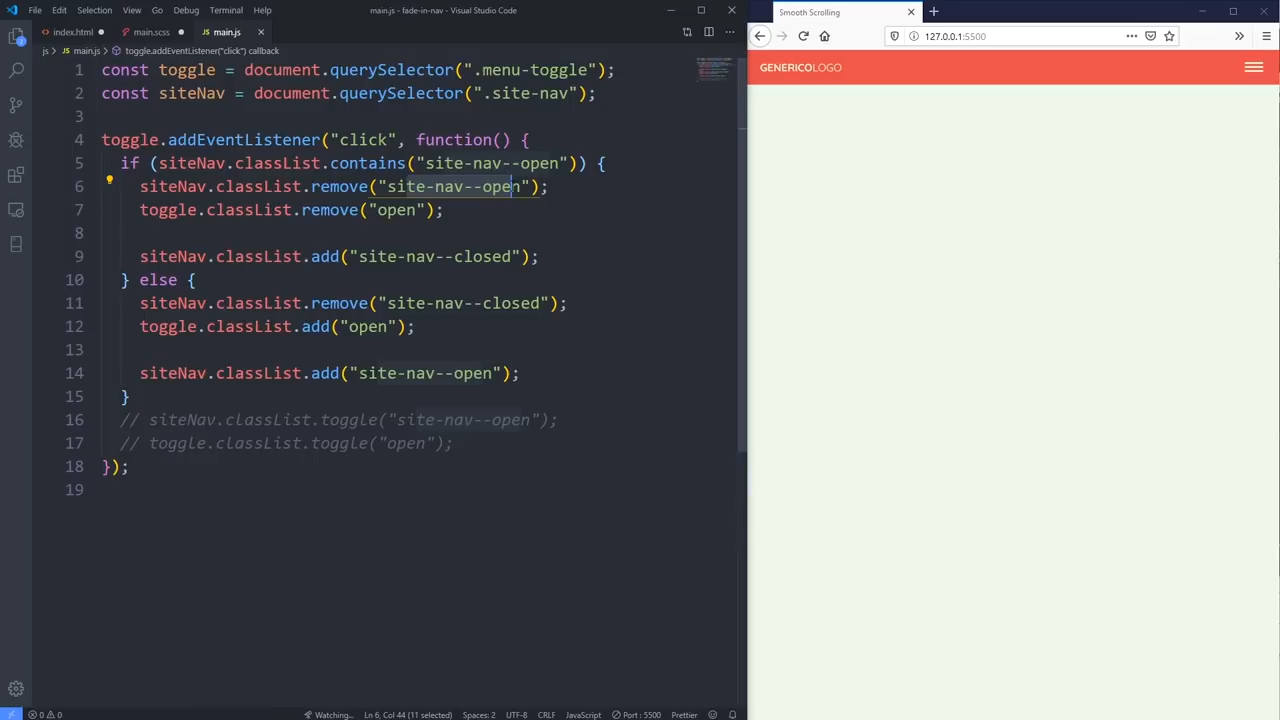 File Edit Selection View Go Debug Terminal Help
main.js - fade-in-nav - Visual Studio Code
index.html main.scss JS main.js
js > JS main.js > toggle.addEventListener("click") callback
1 const toggle = document.querySelector(".menu-toggle");
2 const siteNav = document.querySelector(".site-nav");
3
4 toggle.addEventListener("click", function() {
5 if (siteNav.classList.contains("site-nav--open")) {
6 siteNav.classList.remove("site-nav--open");
7 toggle.classList.remove("open");
8
9 siteNav.classList.add("site-nav--closed");
10 } else {
11 siteNav.classList.remove("site-nav--closed");
12 toggle.classList.add("open");
13
14 siteNav.classList.add("site-nav--open");
15 }
16 // siteNav.classList.toggle("site-nav--open");
17 // toggle.classList.toggle("open");
18 });
19
0 0 Watching... Ln 6, Col 44 (11 selected) Spaces: 2 UTF-8 CRLF JavaScript Port : 5500 Prettier
Smooth Scrolling
127.0.0.1:5500
GENERICOLOGO